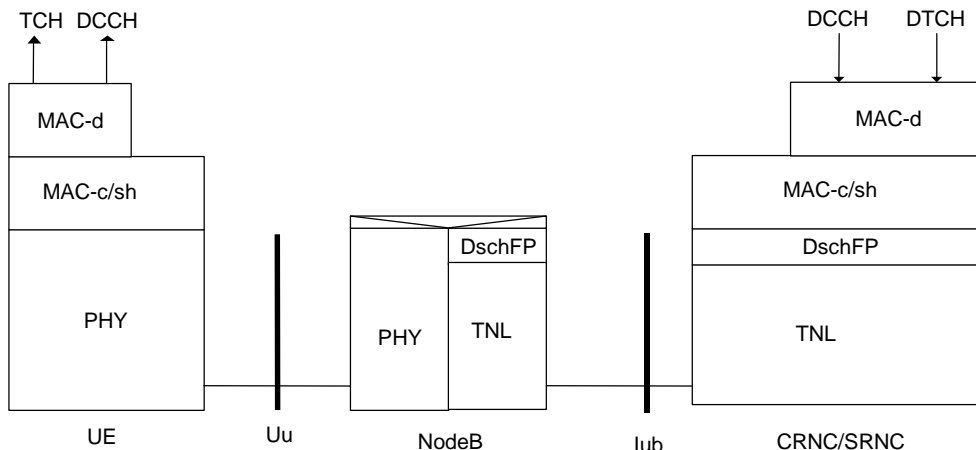 TCH DCCH
DCCH DTCH
MAC-d
MAC-d
MAC-c/sh
MAC-c/sh
DschFP
DschFP
PHY
PHY
TNL
TNL
UE
Uu
NodeB
Iub
CRNC/SRNC